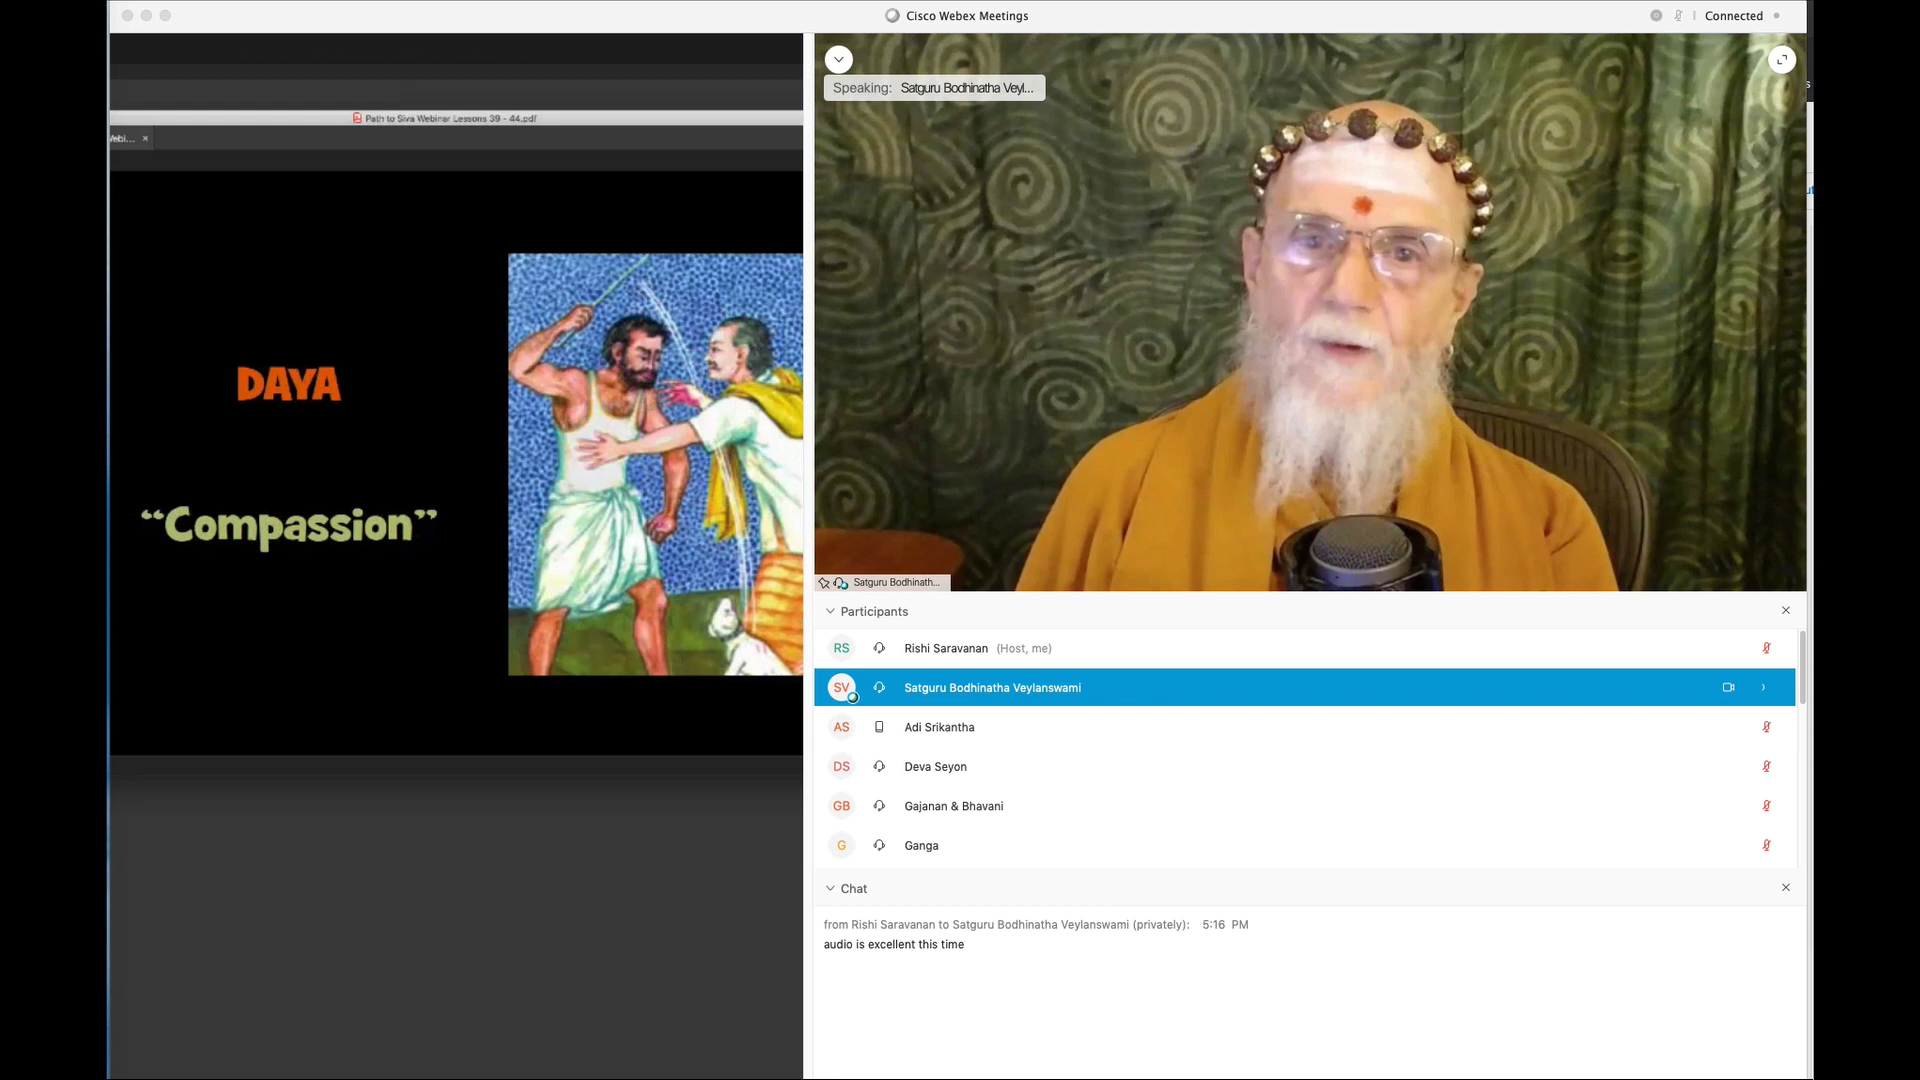 Cisco Webex Meetings
Connected
Path to Siva Webinar Lessons 39 - 44.pdf
Webi... ×
DAYA
“Compassion”
Speaking: Satguru Bodhinatha Veyl...
Satguru Bodhinath...
Participants
RS Rishi Saravanan (Host, me)
SV Satguru Bodhinatha Veylanswami
AS Adi Srikantha
DS Deva Seyon
GB Gajanan & Bhavani
G Ganga
Chat
from Rishi Saravanan to Satguru Bodhinatha Veylanswami (privately): 5:16 PM
audio is excellent this time